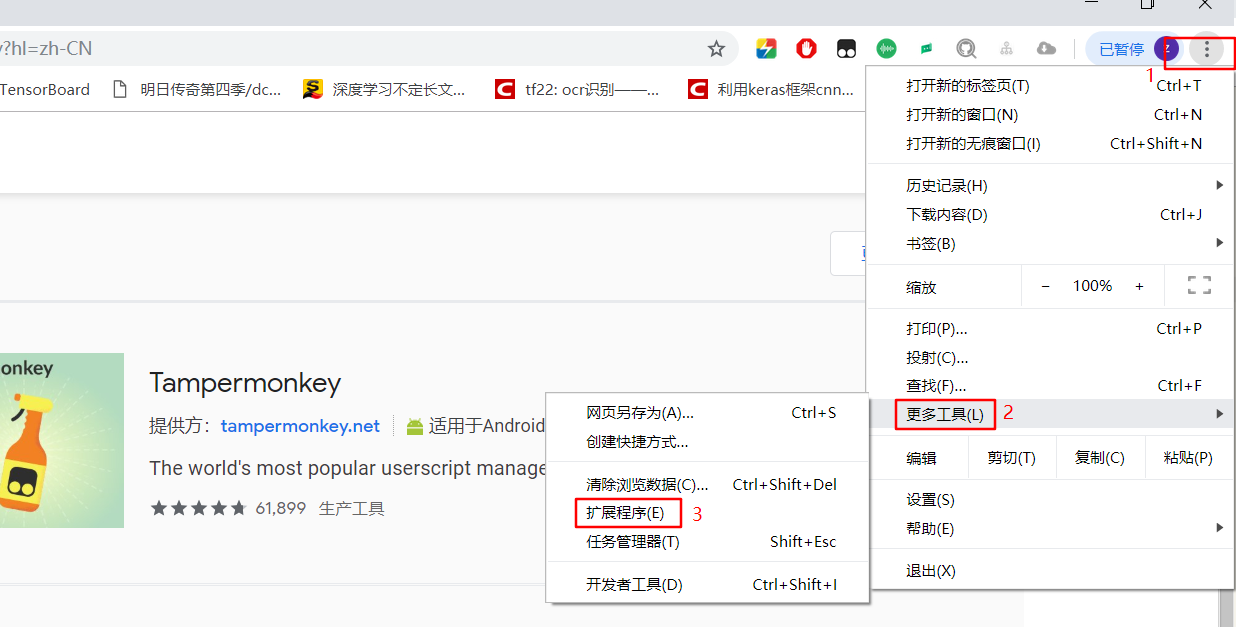 ?hl=zh-CN
已暂停
Z
1
TensorBoard
明日传奇第四季/dc...
深度学习不定长文...
tf22: ocr识别——...
利用keras框架cnn...
打开新的标签页(T) Ctrl+T
打开新的窗口(N) Ctrl+N
打开新的无痕窗口(I) Ctrl+Shift+N
历史记录(H)
下载内容(D) Ctrl+J
书签(B)
缩放 − 100% +
打印(P)... Ctrl+P
投射(C)...
查找(F)... Ctrl+F
更多工具(L) 2
编辑 剪切(T) 复制(C) 粘贴(P)
设置(S)
帮助(E)
退出(X)
onkey
Tampermonkey
提供方： tampermonkey.net
适用于Android
The world's most popular userscript manage
61,899 生产工具
网页另存为(A)... Ctrl+S
创建快捷方式...
清除浏览数据(C)... Ctrl+Shift+Del
扩展程序(E) 3
任务管理器(T) Shift+Esc
开发者工具(D) Ctrl+Shift+I